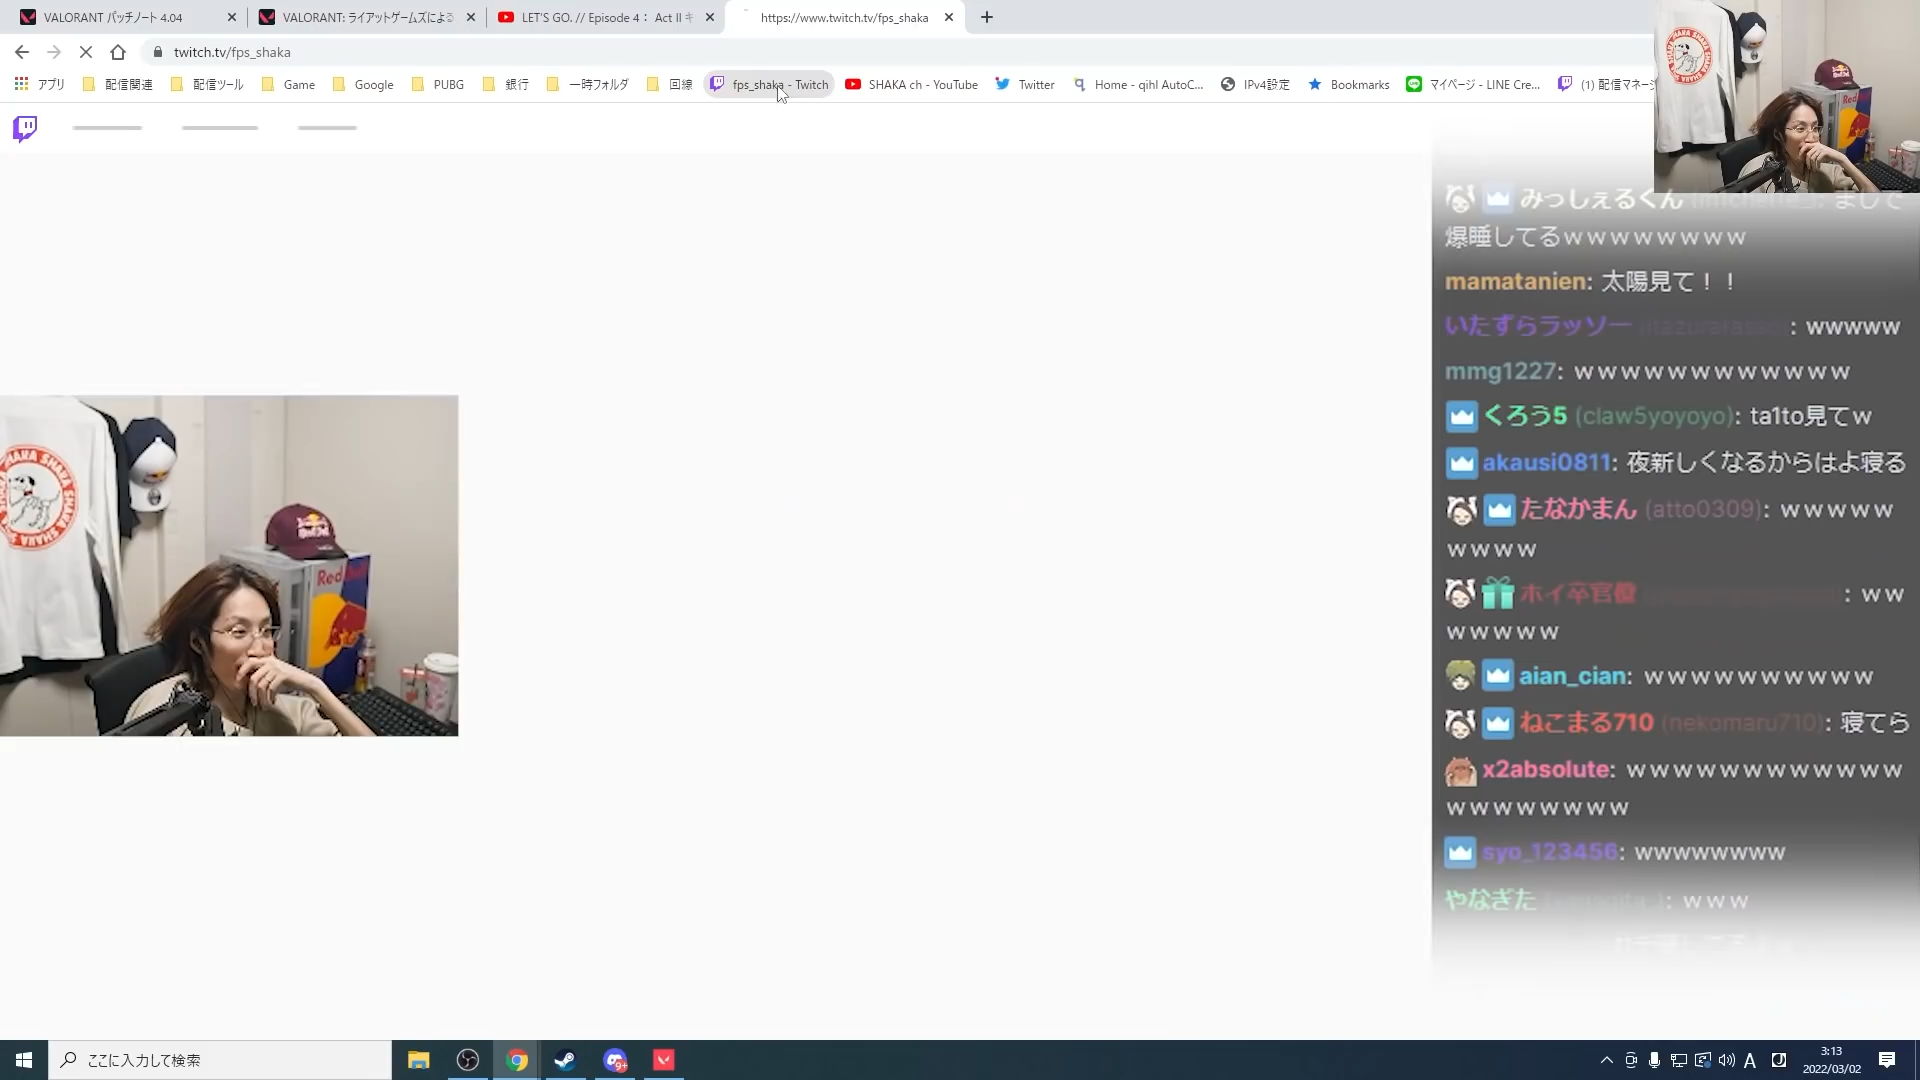 VALORANT パッチノート 4.04
VALORANT: ライアットゲームズによる
LET'S GO. // Episode 4： Act II キ
https://www.twitch.tv/fps_shaka
twitch.tv/fps_shaka
アプリ
配信関連
配信ツール
Game
Google
PUBG
銀行
一時フォルダ
回線
fps_shaka - Twitch
SHAKA ch - YouTube
Twitter
Home - qihl AutoC...
IPv4設定
Bookmarks
マイページ - LINE Cre...
(1) 配信マネージ
みっしぇるくん
爆睡してるｗｗｗｗｗｗｗｗ
mamatanien: 太陽見て！！
いたずらラッソー : wwwww
mmg1227: ｗｗｗｗｗｗｗｗｗｗｗｗ
くろう5 (claw5yoyoyo): ta1to見てｗ
akausi0811: 夜新しくなるからはよ寝る
たなかまん (atto0309): ｗｗｗｗｗ
ｗｗｗｗ
: ｗｗ
ｗｗｗｗｗ
aian_cian: ｗｗｗｗｗｗｗｗｗｗ
ねこまる710 (nekomaru710): 寝てら
x2absolute: ｗｗｗｗｗｗｗｗｗｗｗｗ
ｗｗｗｗｗｗｗｗ
syo_123456: wwwwwwww
やなぎた : ｗｗｗ
Red
Red
ここに入力して検索
9+
A
J
3:13
2022/03/02